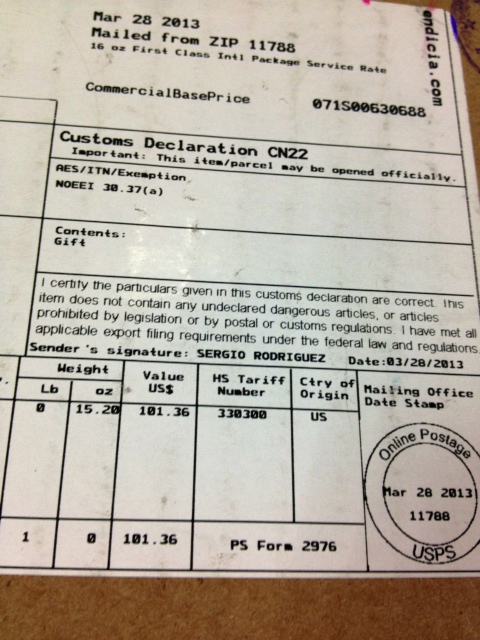 Mar 28 2013
Mailed from ZIP 11788
16 oz First Class Intl Package Service Rate
endicia.com
CommercialBasePrice
071S00630688
Customs Declaration CN22
Important: This item/parcel may be opened officially.
AES/ITN/Exemption
NOEEI 30.37(a)
Contents:
Gift
I certify the particulars given in this customs declaration are correct. This
item does not contain any undeclared dangerous articles, or articles
prohibited by legislation or by postal or customs regulations. I have met all
applicable export filing requirements under the federal law and regulations.
Sender's signature: SERGIO RODRIGUEZ Date:03/28/2013
Weight
Lb oz
Value
US$
HS Tariff
Number
Ctry of
Origin
Mailing Office
Date Stamp
0 15.20 101.36 330300 US
Online Postage
Mar 28 2013
11788
USPS
1 0 101.36 PS Form 2976